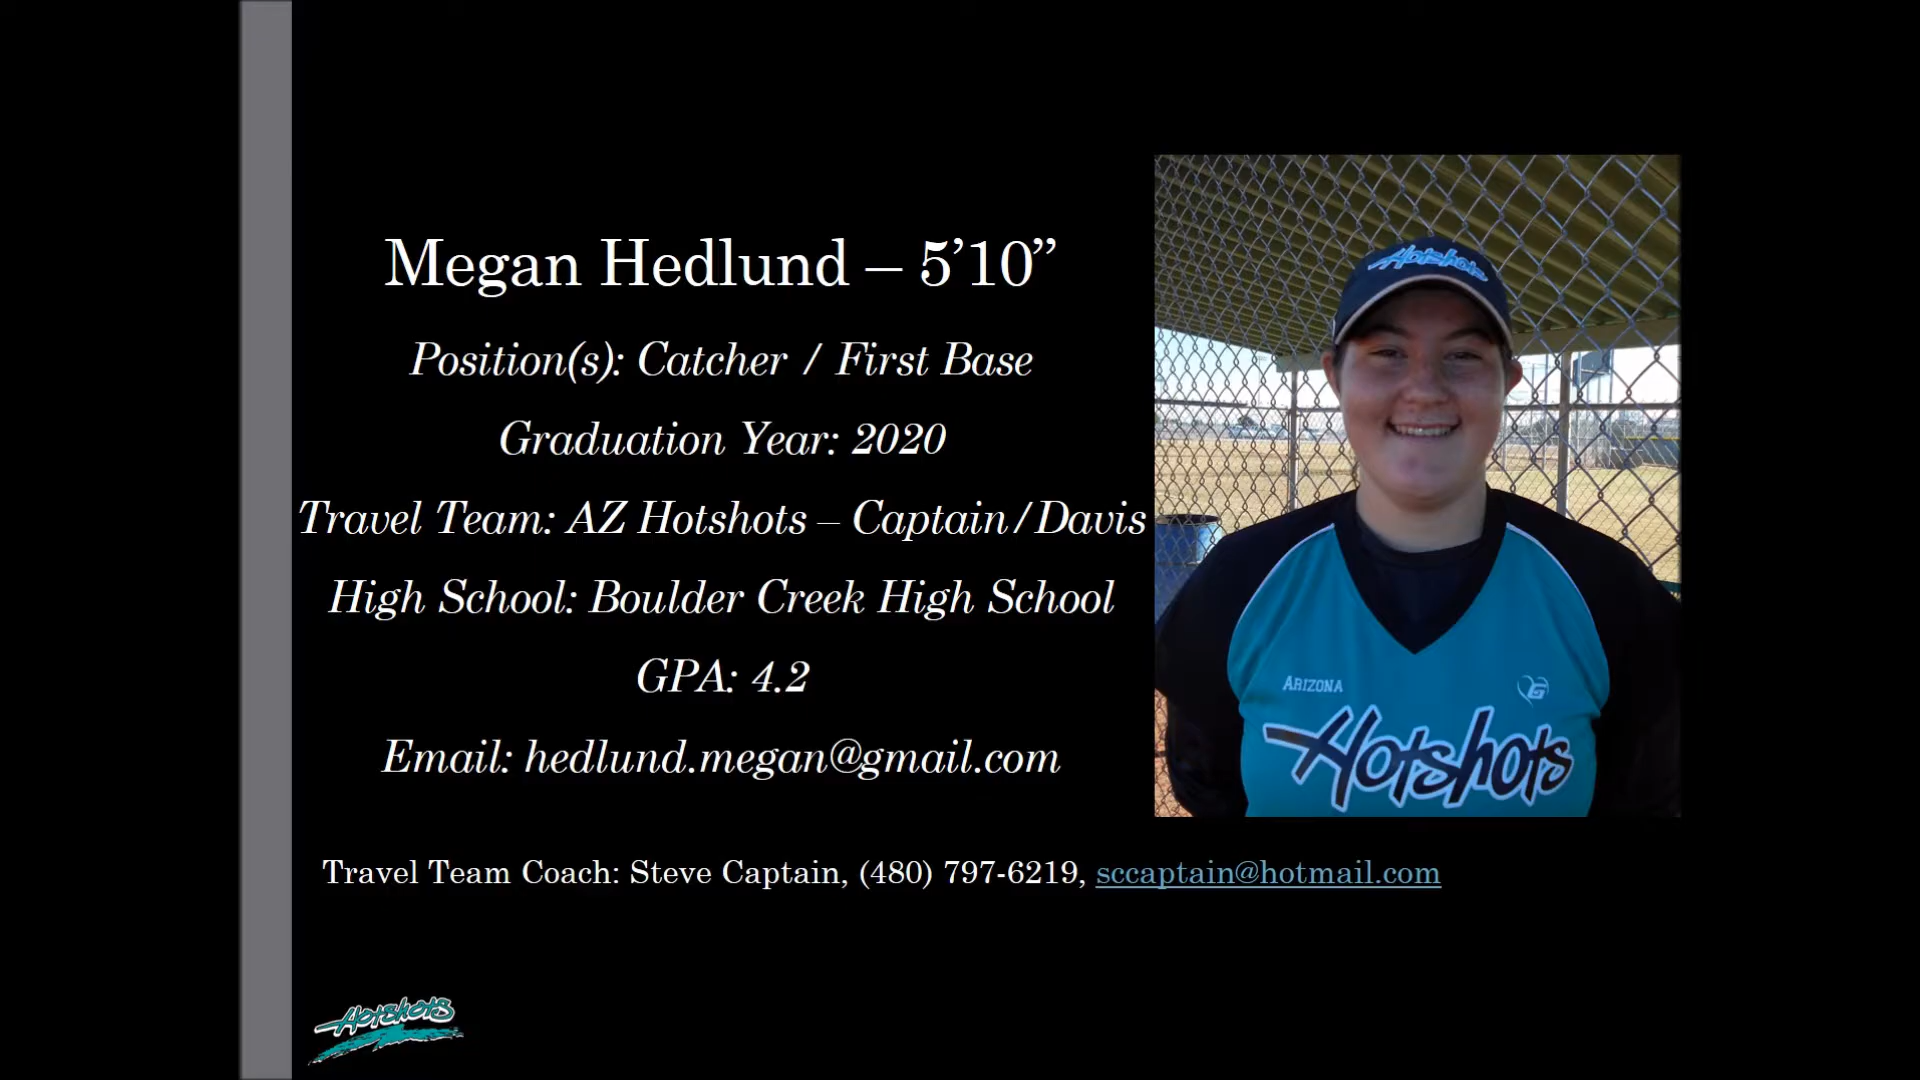 Megan Hedlund – 5’10”
Position(s): Catcher / First Base
Graduation Year: 2020
Travel Team: AZ Hotshots – Captain/Davis
High School: Boulder Creek High School
GPA: 4.2
Email: hedlund.megan@gmail.com
Travel Team Coach: Steve Captain, (480) 797-6219, sccaptain@hotmail.com
Hotshots
ARIZONA
G
Hotshots
Hotshots